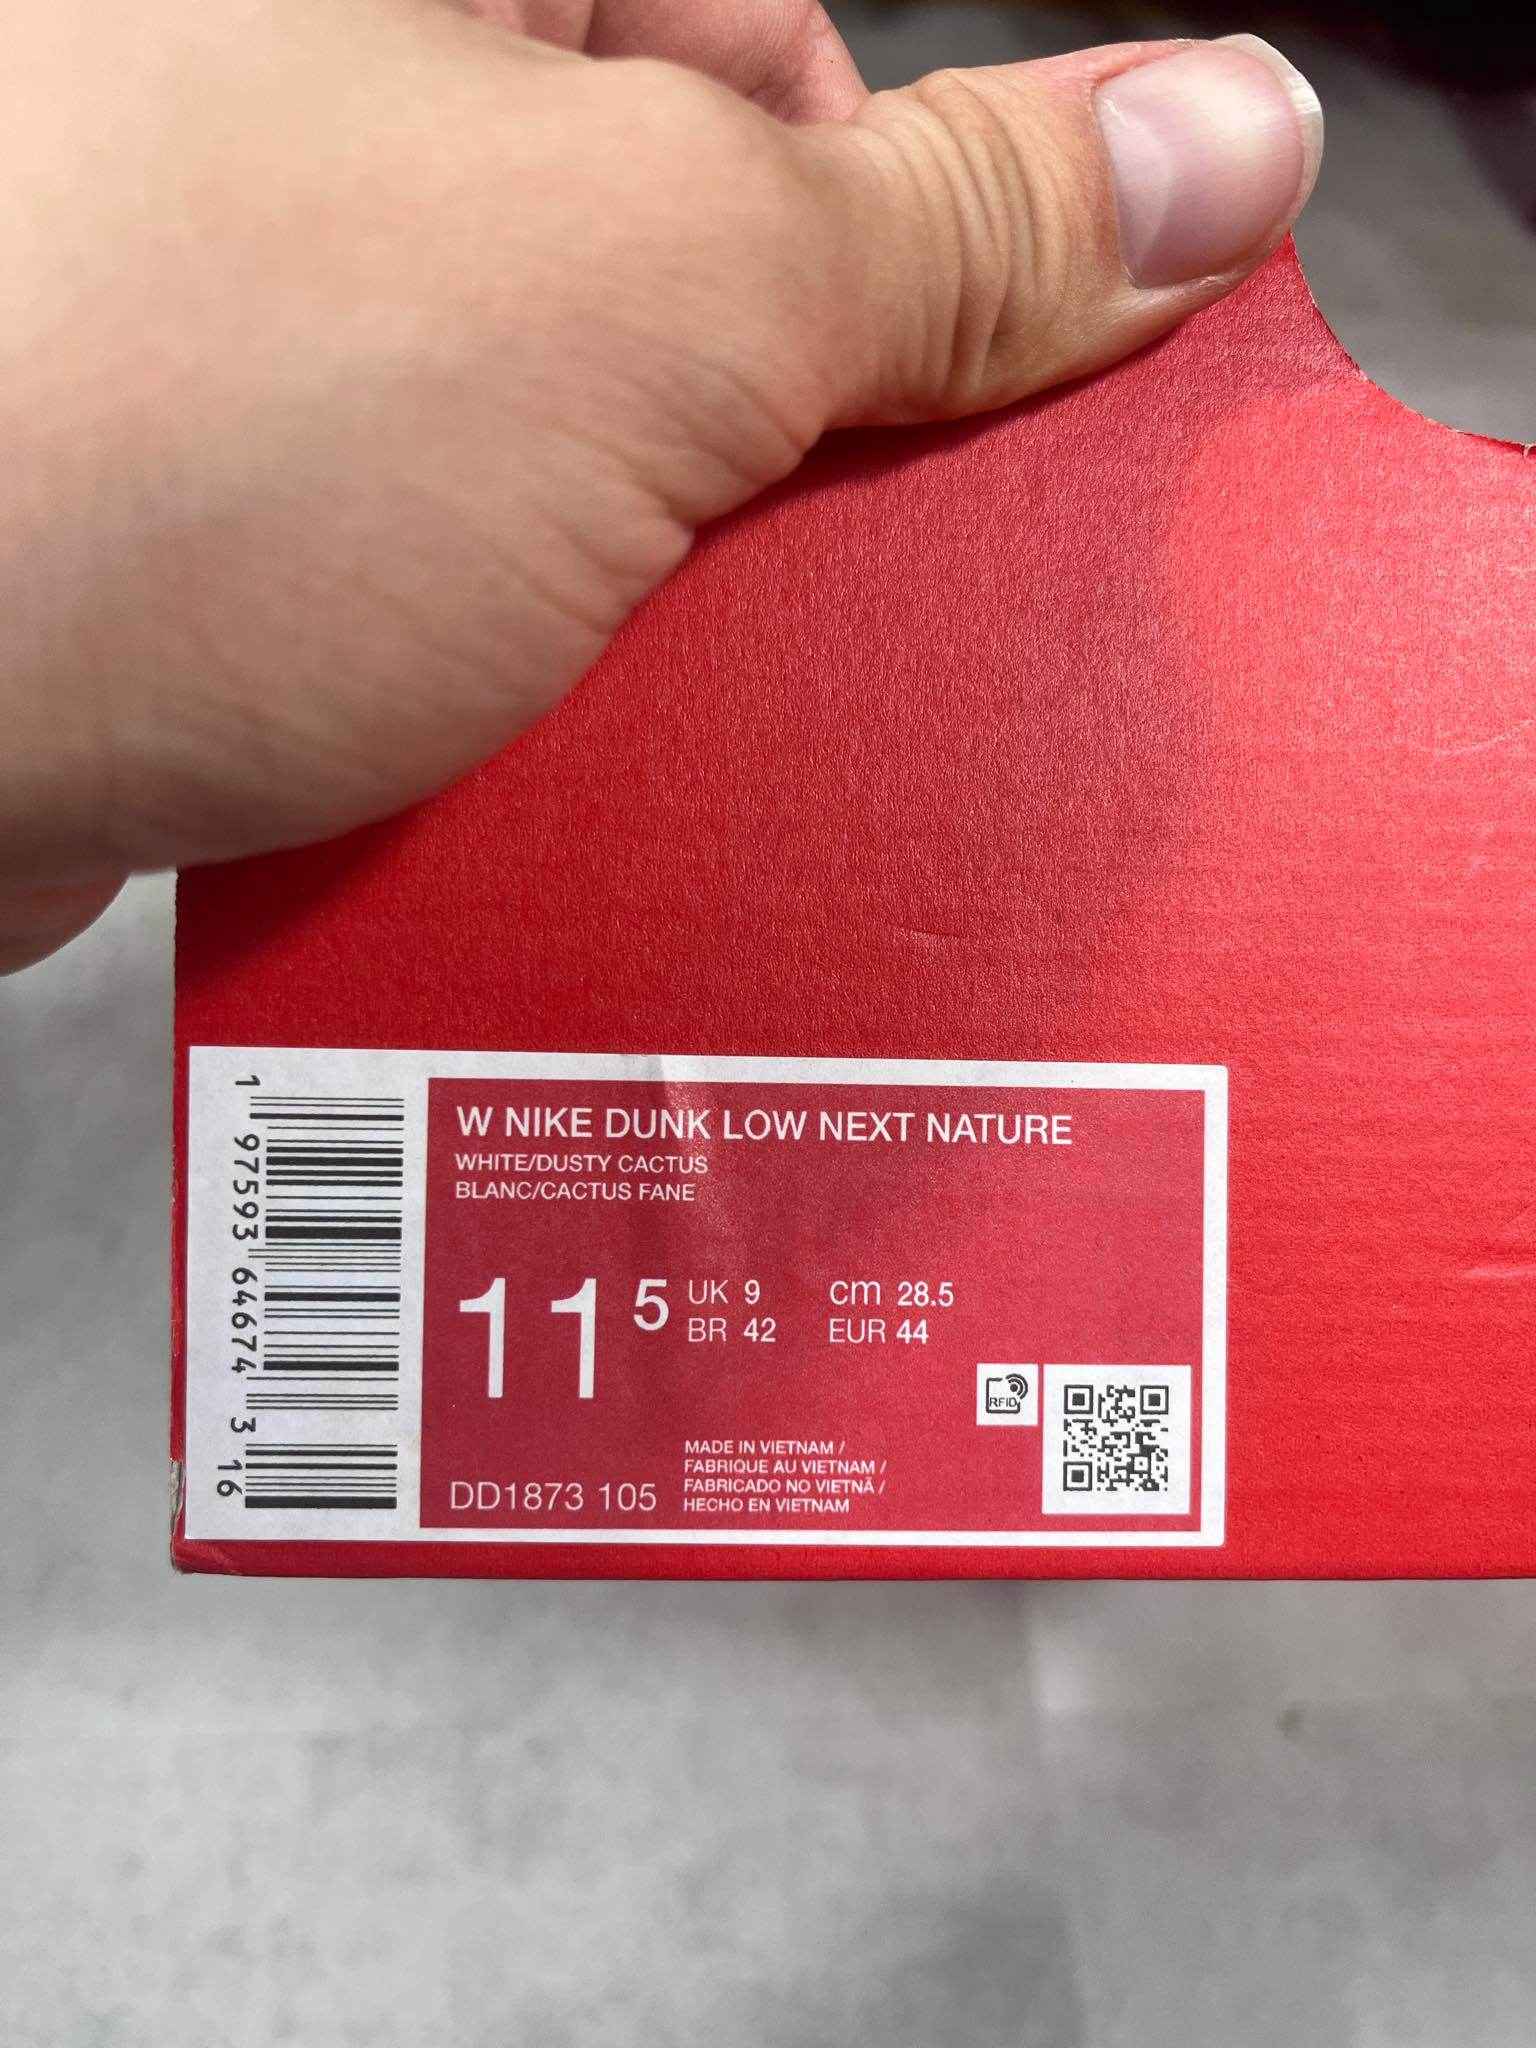 W NIKE DUNK LOW NEXT NATURE
WHITE/DUSTY CACTUS
BLANC/CACTUS FANE
11 5
UK 9 cm 28.5
BR 42 EUR 44
RFID
DD1873 105
MADE IN VIETNAM /
FABRIQUE AU VIETNAM /
FABRICADO NO VIETNÃ /
HECHO EN VIETNAM
1 97593 64674 3 16